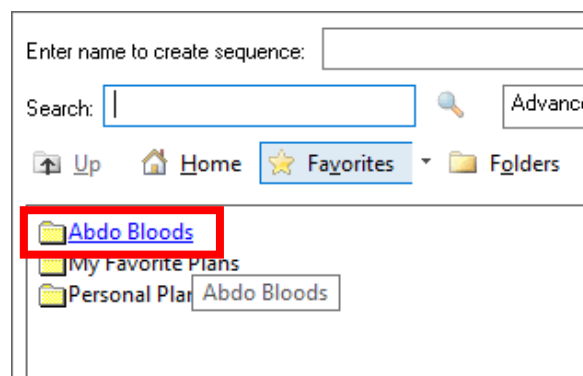 Enter name to create sequence:
Search: Advanc
Up Home Favorites Folders
Abdo Bloods
My Favorite Plans
Personal Plan
Abdo Bloods